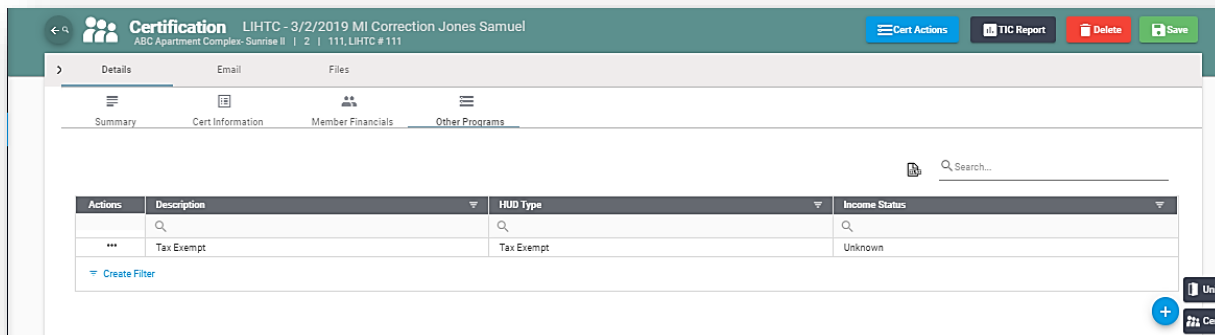 Certification LIHTC - 3/2/2019 MI Correction Jones Samuel
ABC Apartment Complex- Sunrise II | 2 | 111, LIHTC # 111
Cert Actions
TIC Report
Delete
Save
Details Email Files
Summary Cert Information Member Financials Other Programs
Search...
Actions Description HUD Type Income Status
Tax Exempt Tax Exempt Unknown
Create Filter
Un
Ce